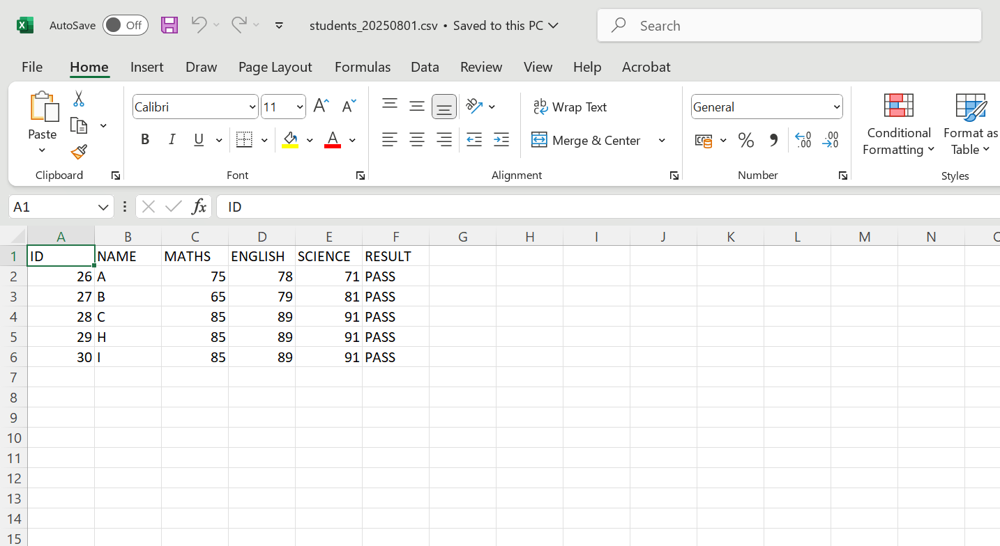 AutoSave Off students_20250801.csv • Saved to this PC Search
File Home Insert Draw Page Layout Formulas Data Review View Help Acrobat
Calibri 11 A A ab Wrap Text General
Paste B I U A Merge & Center % Conditional Formatting Format as Table
Clipboard Font Alignment Number Styles
A1 fx ID
A B C D E F G H I J K L M N
1 ID NAME MATHS ENGLISH SCIENCE RESULT
2 26 A 75 78 71 PASS
3 27 B 65 79 81 PASS
4 28 C 85 89 91 PASS
5 29 H 85 89 91 PASS
6 30 I 85 89 91 PASS
7
8
9
10
11
12
13
14
15